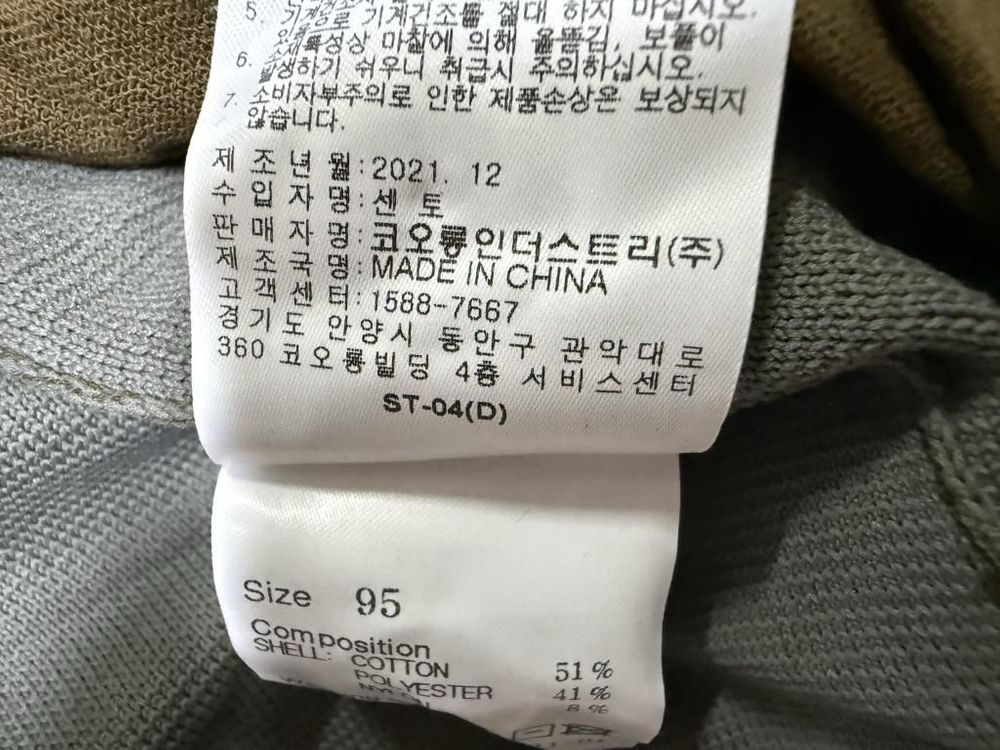 5. 기계건조를 절대 하지 마십시오.
6. 소재특성상 마찰에 의해 올뜯김, 보풀이
발생하기 쉬우니 취급시 주의하십시오.
7. 소비자부주의로 인한 제품손상은 보상되지
않습니다.
제조년월:2021. 12
수입자명:센토
판매자명:코오롱인더스트리(주)
제조국명:MADE IN CHINA
고객센터:1588-7667
경기도 안양시 동안구 관악대로
360 코오롱빌딩 4층 서비스센터
ST-04(D)
Size 95
Composition
SHELL: COTTON 51%
POLYESTER 41%
NYLON 8%